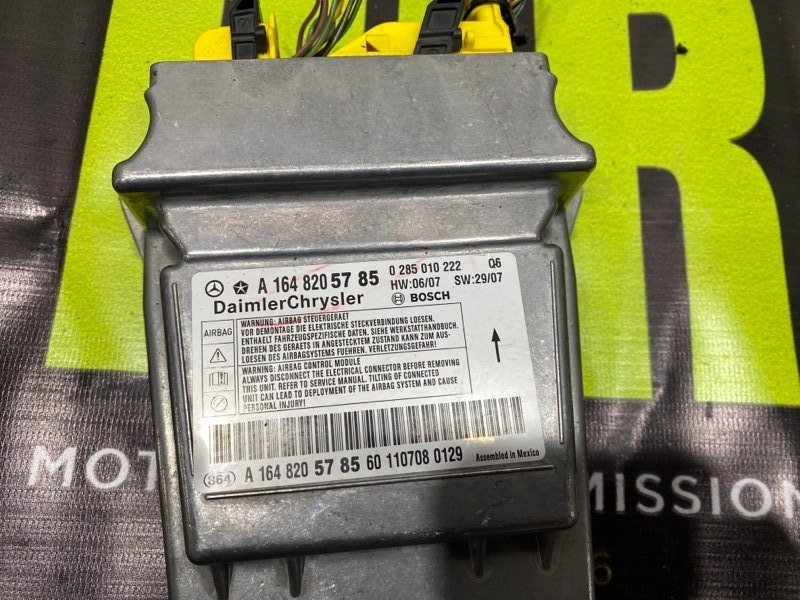 A 164 820 57 85 0 285 010 222 Q6
HW:06/07 SW:29/07
DaimlerChrysler BOSCH
AIRBAG
WARNUNG: AIRBAG STEUERGERAET
VOR DEMONTAGE DIE ELEKTRISCHE STECKVERBINDUNG LOESEN.
ENTHAELT FAHRZEUGSPEZIFISCHE DATEN. SIEHE WERKSTATTHANDBUCH.
DREHEN DES GERAETS IN ANGESTECKTEM ZUSTAND KANN ZUM AUS-
LOESEN DES AIRBAGSYSTEMS FUEHREN. VERLETZUNGSGEFAHR!
WARNING: AIRBAG CONTROL MODULE
ALWAYS DISCONNECT THE ELECTRICAL CONNECTOR BEFORE REMOVING
THIS UNIT. REFER TO SERVICE MANUAL. TILTING OF CONNECTED
UNIT CAN LEAD TO DEPLOYMENT OF THE AIRBAG SYSTEM AND CAUSE
PERSONAL INJURY!
864 A 164 820 57 85 60 110708 0129 Assembled in Mexico
MOT MISSION
6